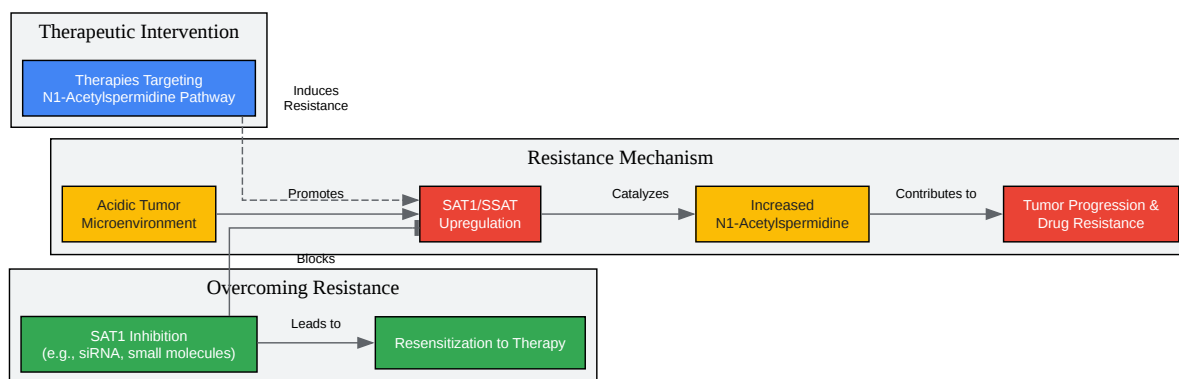 Therapeutic Intervention
Therapies Targeting
N1-Acetylspermidine Pathway
Induces
Resistance
Resistance Mechanism
Acidic Tumor
Microenvironment
Promotes
SAT1/SSAT
Upregulation
Catalyzes
Increased
N1-Acetylspermidine
Contributes to
Tumor Progression &
Drug Resistance
Blocks
Overcoming Resistance
SAT1 Inhibition
(e.g., siRNA, small molecules)
Leads to
Resensitization to Therapy